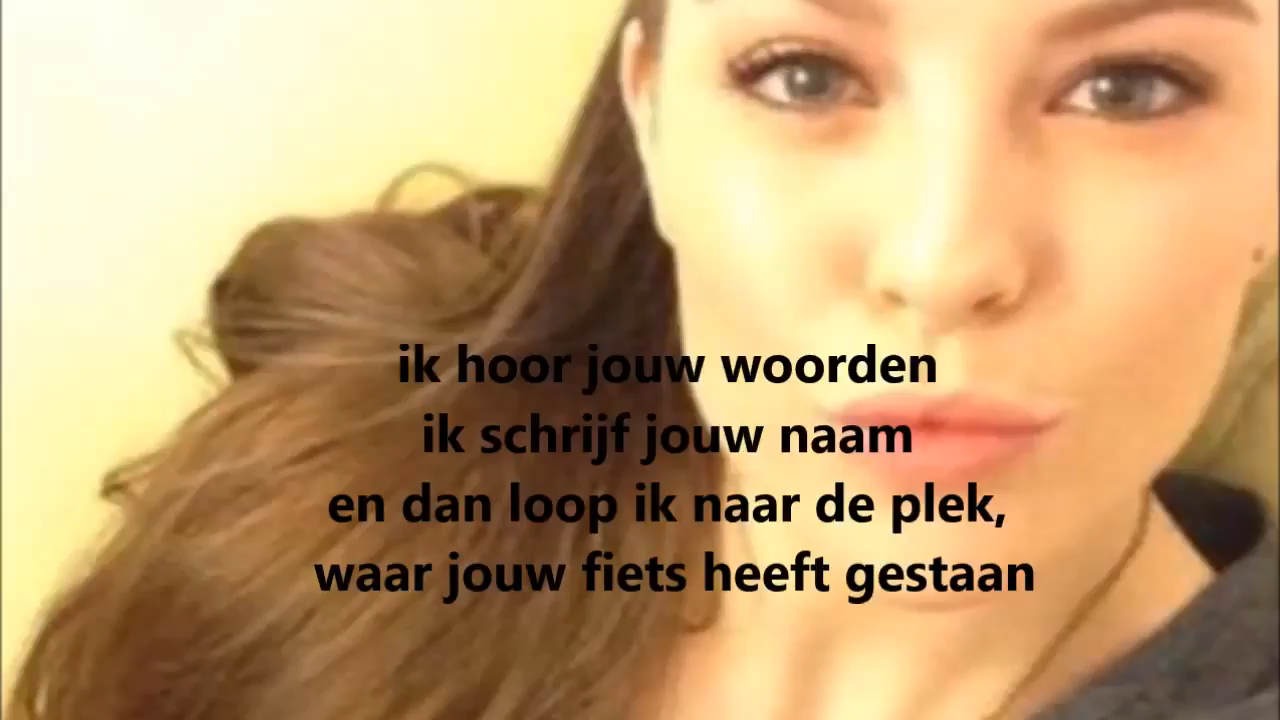 ik hoor jouw woorden
ik schrijf jouw naam
en dan loop ik naar de plek,
waar jouw fiets heeft gestaan